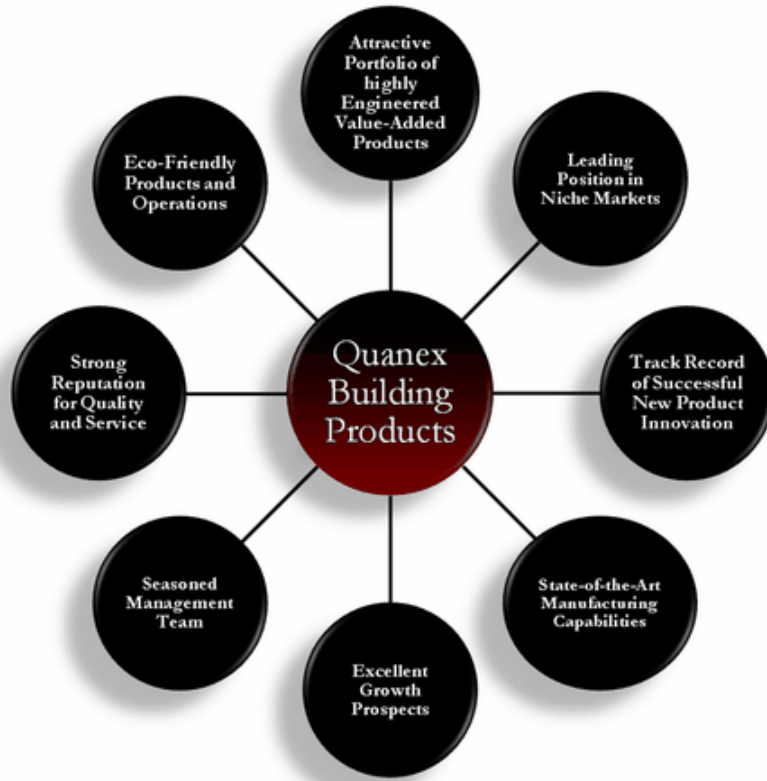 Attractive
Portfolio of
highly
Engineered
Value-Added
Products
Leading
Position in
Niche Markets
Track Record
of Successful
New Product
Innovation
State-of-the-Art
Manufacturing
Capabilities
Excellent
Growth
Prospects
Seasoned
Management
Team
Strong
Reputation
for Quality
and Service
Eco-Friendly
Products and
Operations
Quanex
Building
Products